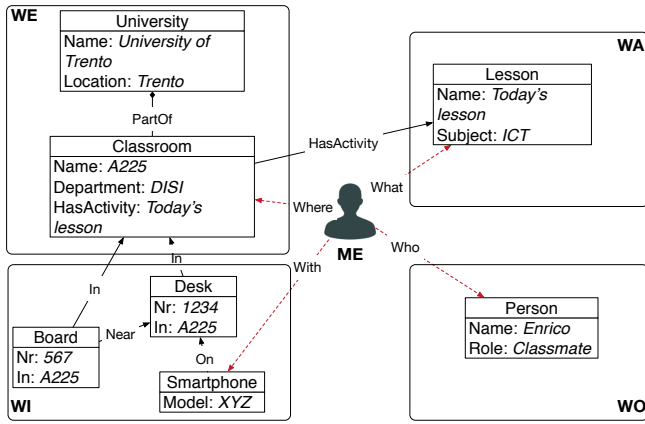 WE
University
Name: University of
Trento
Location: Trento
PartOf
Classroom
Name: A225
Department: DISI
HasActivity: Today's
lesson
HasActivity
WA
Lesson
Name: Today's
lesson
Subject: ICT
What
Where
ME
With
Who
In
In
Desk
Nr: 1234
In: A225
Near
Board
Nr: 567
In: A225
On
Smartphone
Model: XYZ
WI
Person
Name: Enrico
Role: Classmate
WO